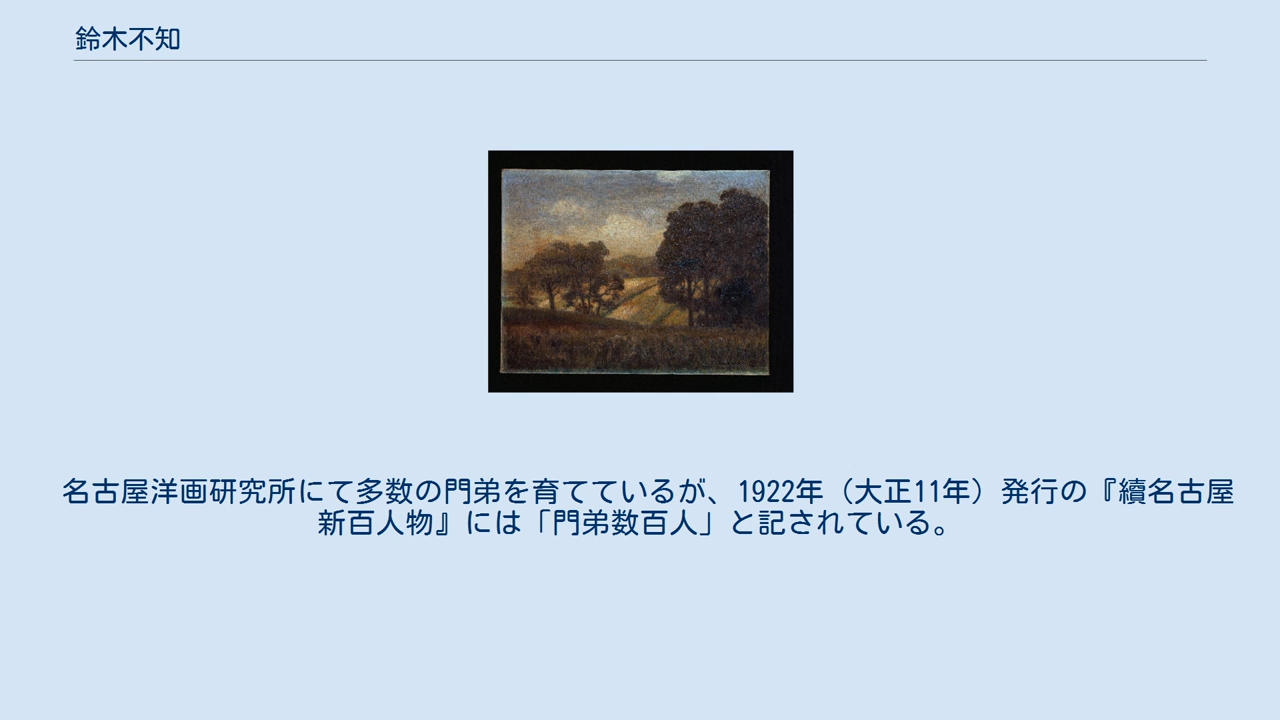 鈴木不知
名古屋洋画研究所にて多数の門弟を育てているが、1922年（大正11年）発行の『續名古屋
新百人物』には「門弟数百人」と記されている。